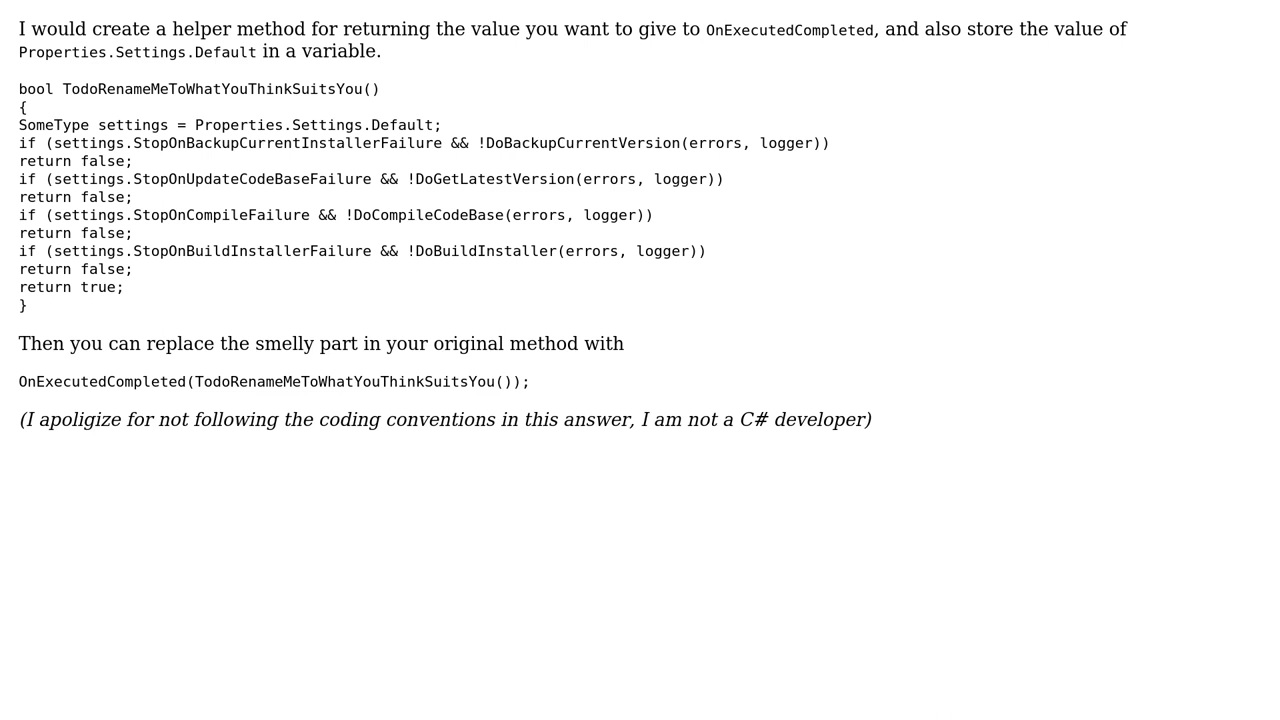 I would create a helper method for returning the value you want to give to OnExecutedCompleted, and also store the value of
Properties.Settings.Default in a variable.
bool TodoRenameMeToWhatYouThinkSuitsYou()
{
SomeType settings = Properties.Settings.Default;
if (settings.StopOnBackupCurrentInstallerFailure && !DoBackupCurrentVersion(errors, logger))
return false;
if (settings.StopOnUpdateCodeBaseFailure && !DoGetLatestVersion(errors, logger))
return false;
if (settings.StopOnCompileFailure && !DoCompileCodeBase(errors, logger))
return false;
if (settings.StopOnBuildInstallerFailure && !DoBuildInstaller(errors, logger))
return false;
return true;
}
Then you can replace the smelly part in your original method with
OnExecutedCompleted(TodoRenameMeToWhatYouThinkSuitsYou());
(I apoligize for not following the coding conventions in this answer, I am not a C# developer)